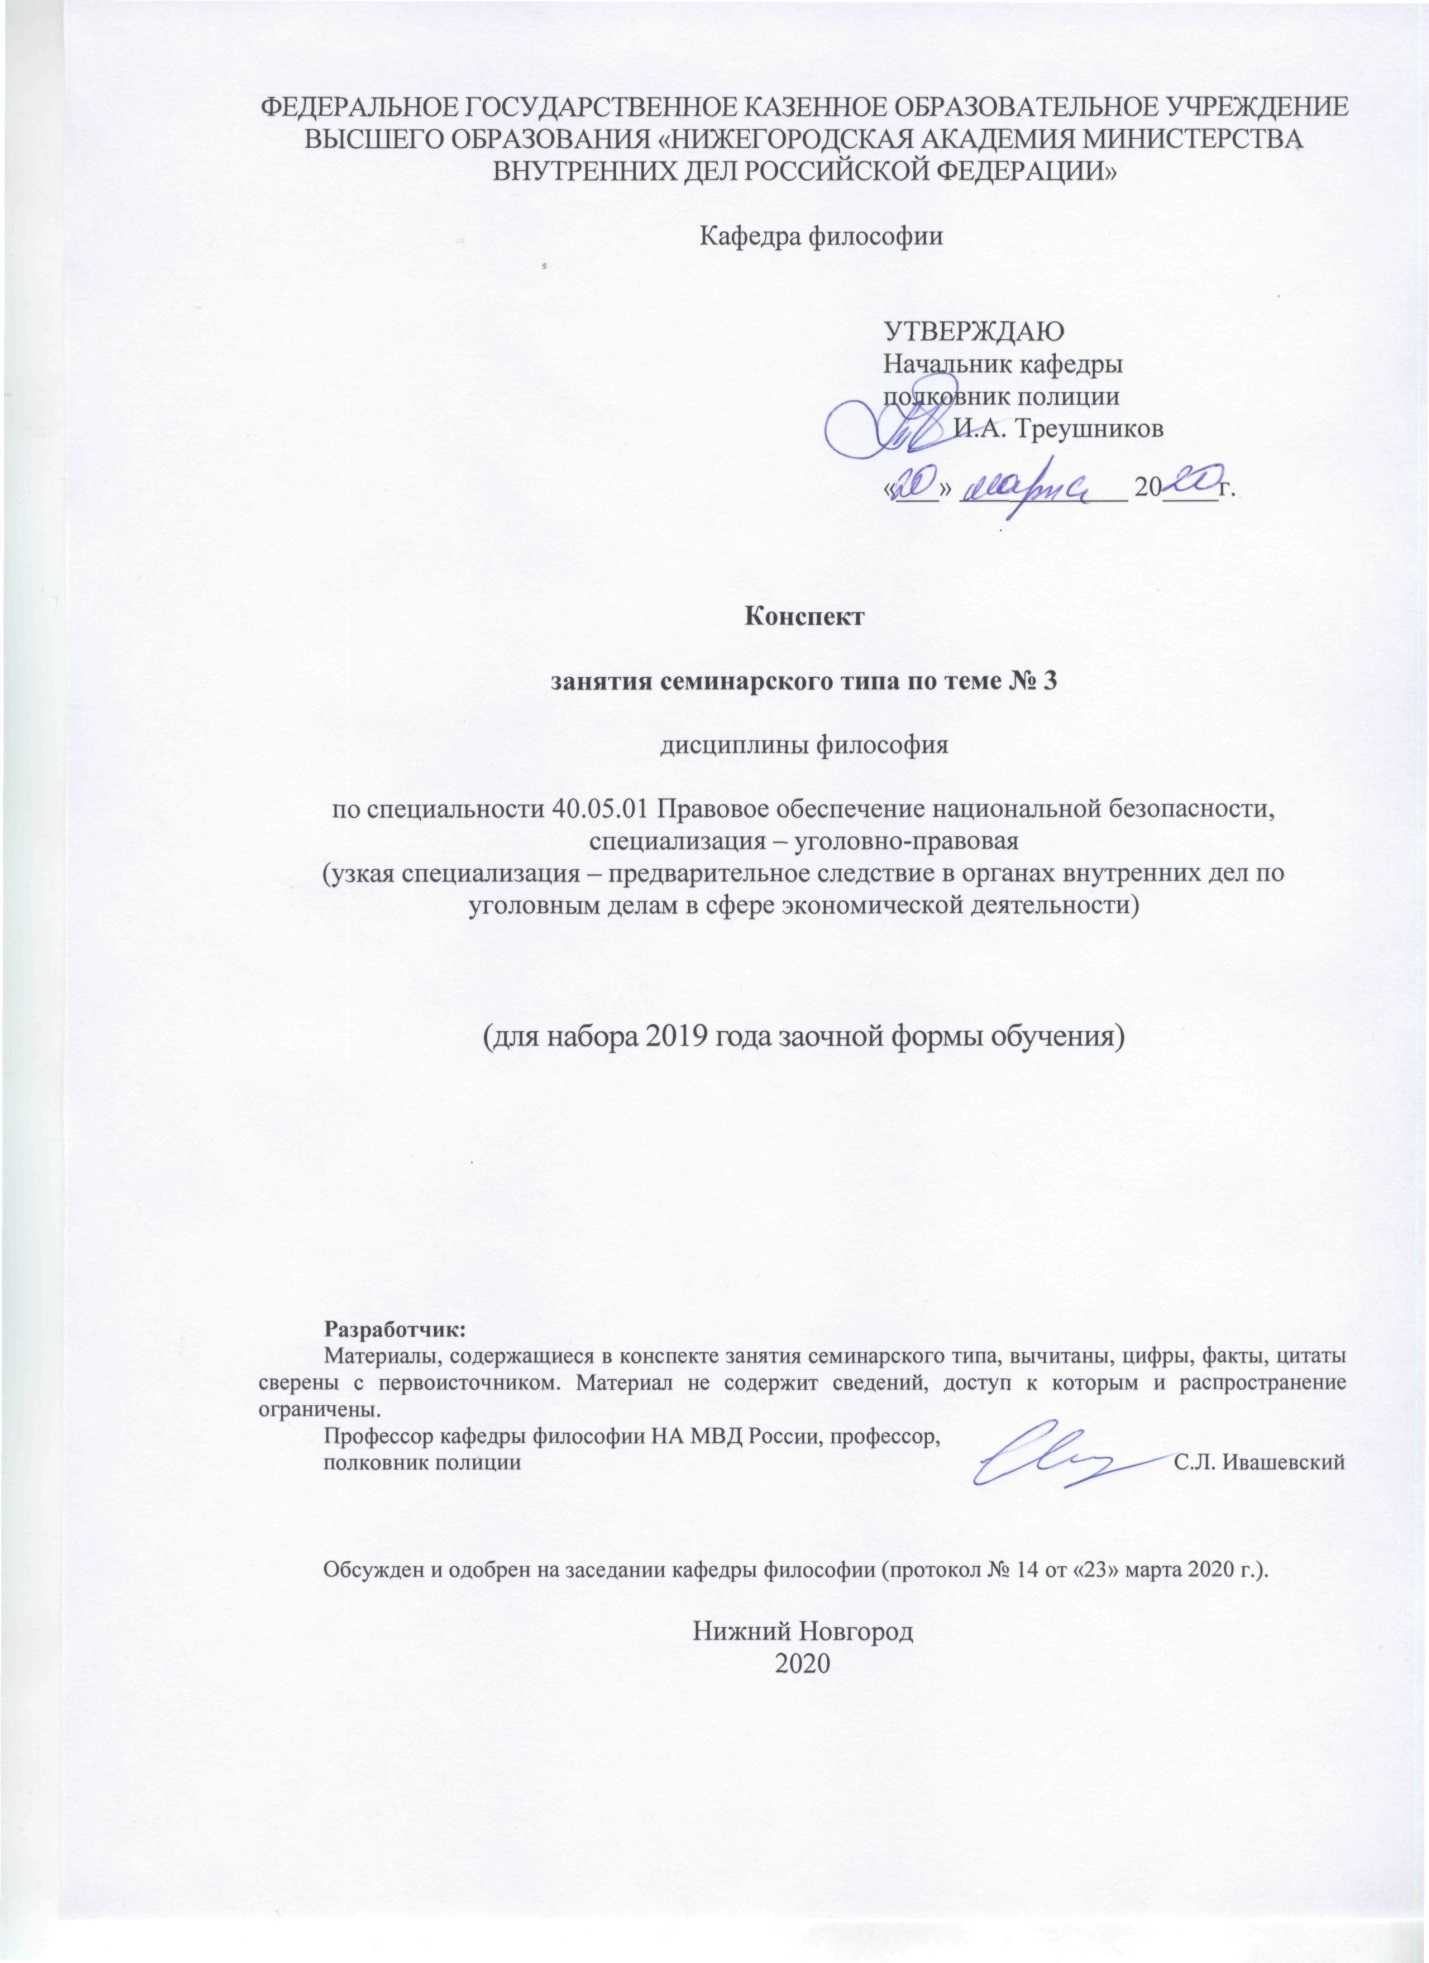 ФЕДЕРАЛЬНОЕ ГОСУДАРСТВЕННОЕ КАЗЕННОЕ ОБРАЗОВАТЕЛЬНОЕ УЧРЕЖДЕНИЕ
ВЫСШЕГО ОБРАЗОВАНИЯ «НИЖЕГОРОДСКАЯ АКАДЕМИЯ МИНИСТЕРСТВА
ВНУТРЕННИХ ДЕЛ РОССИЙСКОЙ ФЕДЕРАЦИИ»
Кафедра философии
УТВЕРЖДАЮ
Начальник кафедры
полковник полиции
И.А. Треушников
«20» марта 2020г.
Конспект
занятия семинарского типа по теме № 3
дисциплины философия
по специальности 40.05.01 Правовое обеспечение национальной безопасности,
специализация – уголовно-правовая
(узкая специализация – предварительное следствие в органах внутренних дел по
уголовным делам в сфере экономической деятельности)
(для набора 2019 года заочной формы обучения)
Разработчик:
Материалы, содержащиеся в конспекте занятия семинарского типа, вычитаны, цифры, факты, цитаты
сверены с первоисточником. Материал не содержит сведений, доступ к которым и распространение
ограничены.
Профессор кафедры философии НА МВД России, профессор,
полковник полиции С.Л. Ивашевский
Обсужден и одобрен на заседании кафедры философии (протокол № 14 от «23» марта 2020 г.).
Нижний Новгород
2020